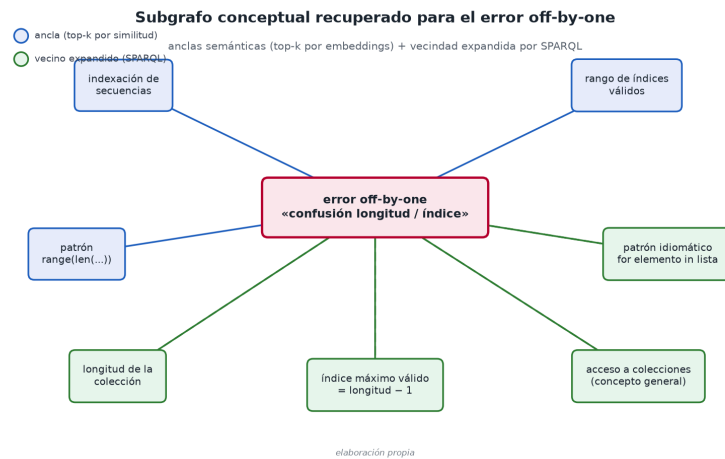 Subgrafo conceptual recuperado para el error off-by-one
anclas semánticas (top-k por embeddings) + vecindad expandida por SPARQL
ancla (top-k por similitud)
vecino expandido (SPARQL)
indexación de
secuencias
rango de índices
válidos
error off-by-one
«confusión longitud / índice»
patrón
range(len(...))
patrón idiomático
for elemento in lista
longitud de la
colección
índice máximo válido
= longitud − 1
acceso a colecciones
(concepto general)
elaboración propia